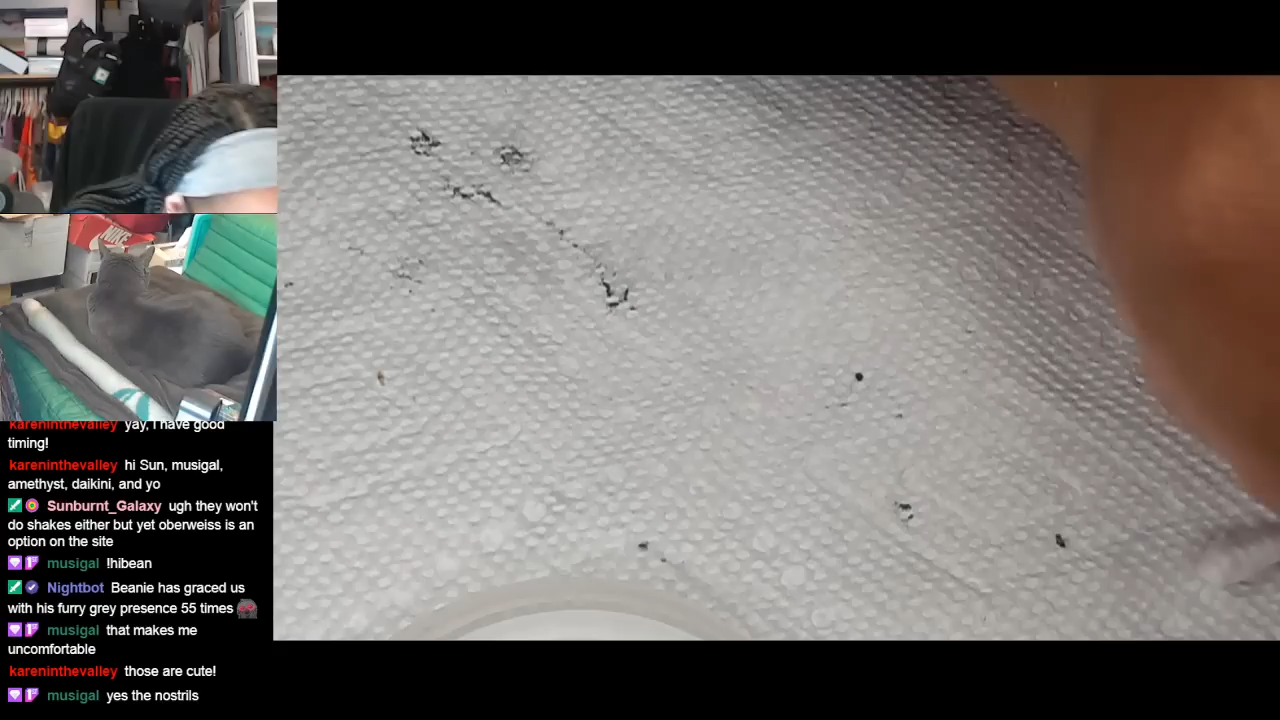 NIKE
kareninthevalley yay, I have good
timing!
kareninthevalley hi Sun, musigal,
amethyst, daikini, and yo
Sunburnt_Galaxy ugh they won't
do shakes either but yet oberweiss is an
option on the site
musigal !hibean
Nightbot Beanie has graced us
with his furry grey presence 55 times
musigal that makes me
uncomfortable
kareninthevalley those are cute!
musigal yes the nostrils